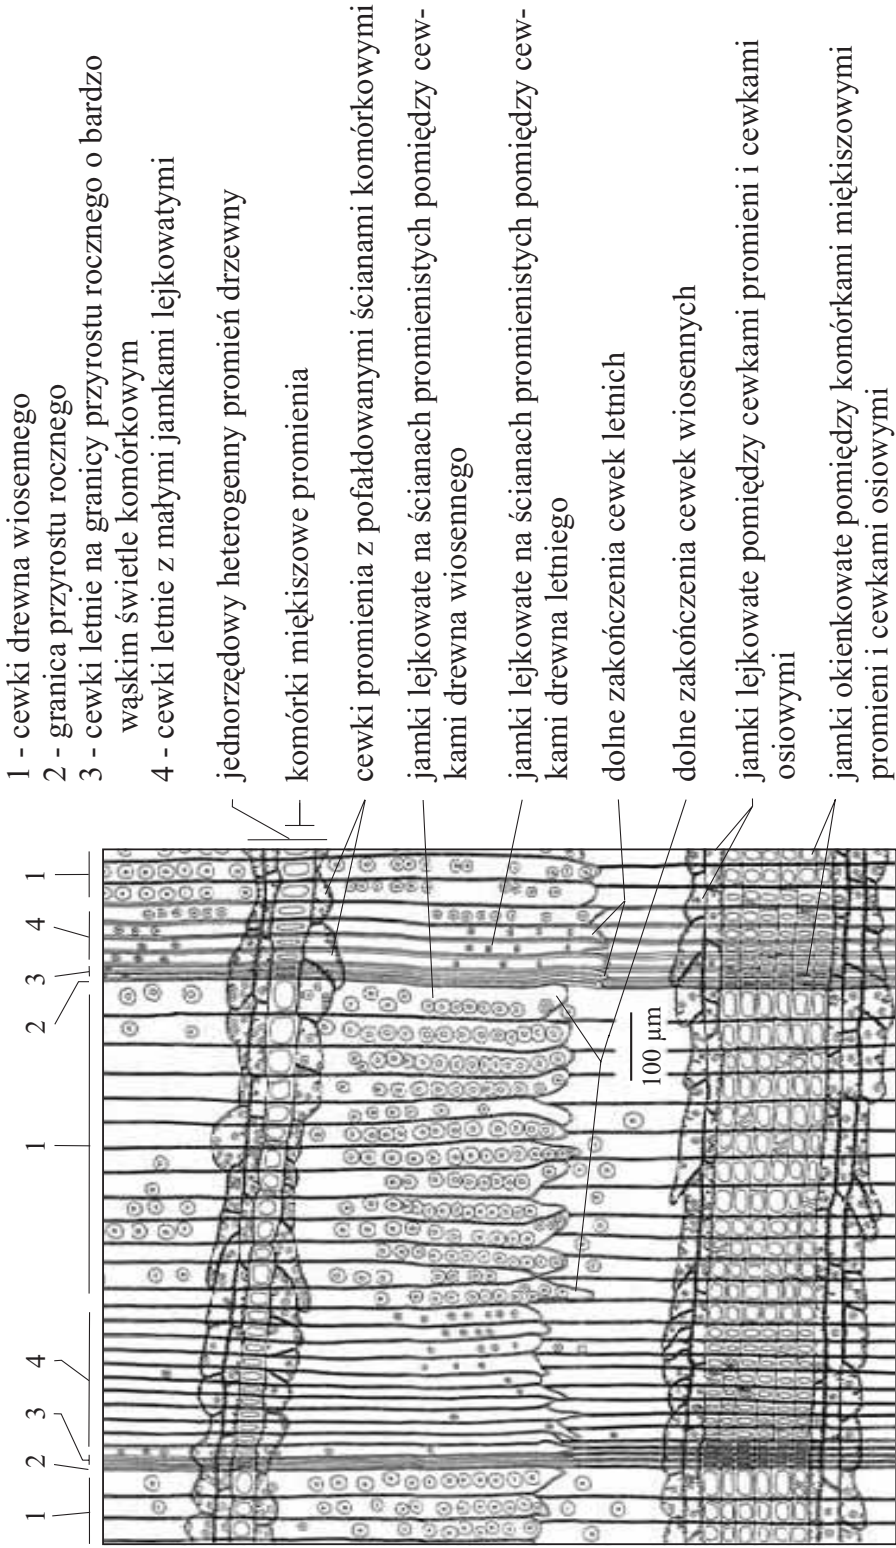 1 - cewki drewna wiosennego
2 - granica przyrostu rocznego
3 - cewki letnie na granicy przyrostu rocznego o bardzo
wąskim świetle komórkowym
4 - cewki letnie z małymi jamkami lejkowatymi
jednorzędowy heterogenny promień drzewny
komórki miękiszowe promienia
cewki promienia z pofałdowanymi ścianami komórkowymi
jamki lejkowate na ścianach promienistych pomiędzy cew-
kami drewna wiosennego
jamki lejkowate na ścianach promienistych pomiędzy cew-
kami drewna letniego
dolne zakończenia cewek letnich
dolne zakończenia cewek wiosennych
jamki lejkowate pomiędzy cewkami promieni i cewkami
osiowymi
jamki okienkowate pomiędzy komórkami miękiszowymi
promieni i cewkami osiowymi
1 2 3 4 1 2 3 4 1
100 µm